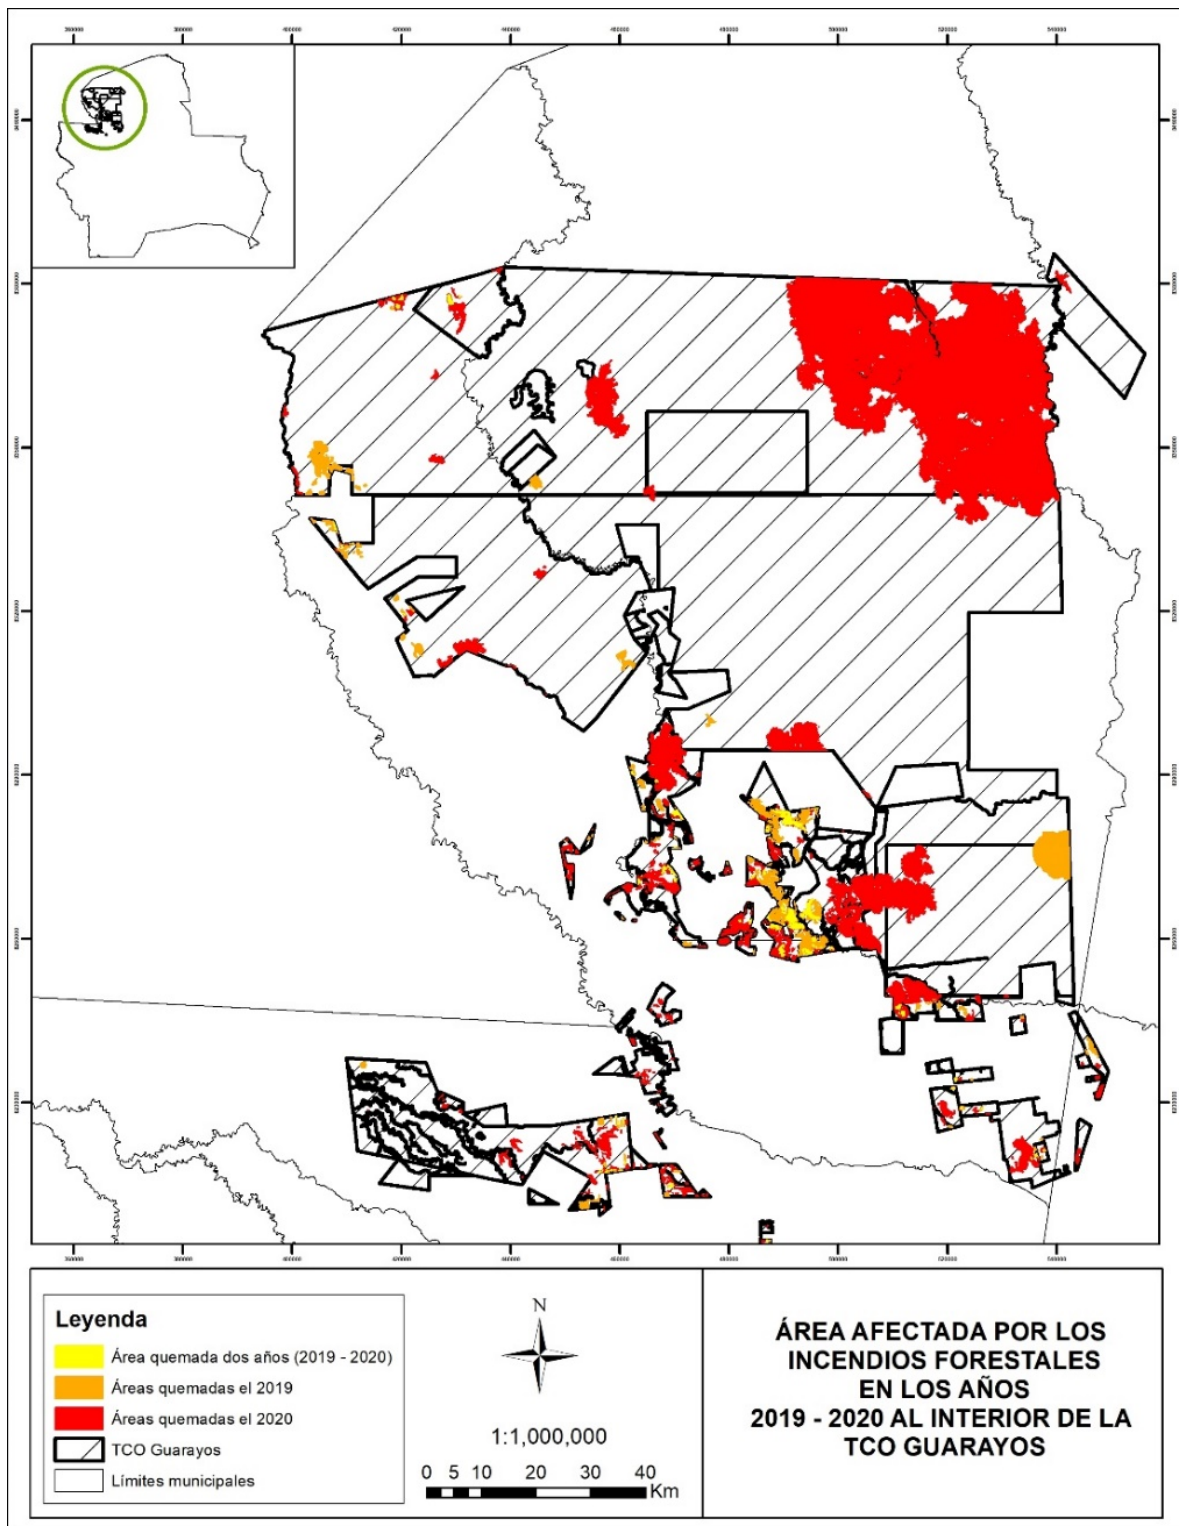 Leyenda
Área quemada dos años (2019 - 2020)
Áreas quemadas el 2019
Áreas quemadas el 2020
TCO Guarayos
Límites municipales
N
1:1,000,000
0 5 10 20 30 40
Km
ÁREA AFECTADA POR LOS
INCENDIOS FORESTALES
EN LOS AÑOS
2019 - 2020 AL INTERIOR DE LA
TCO GUARAYOS